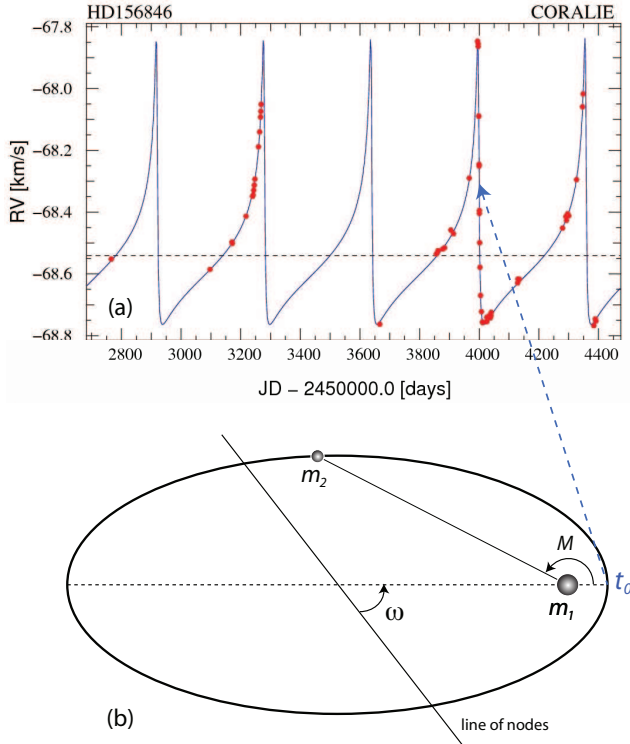 HD156846 CORALIE
−67.8
−68.0
−68.2
−68.4
−68.6
−68.8
RV [km/s]
(a)
2800 3000 3200 3400 3600 3800 4000 4200 4400
JD − 2450000.0 [days]
m2
M
m1
t0
ω
(b)
line of nodes